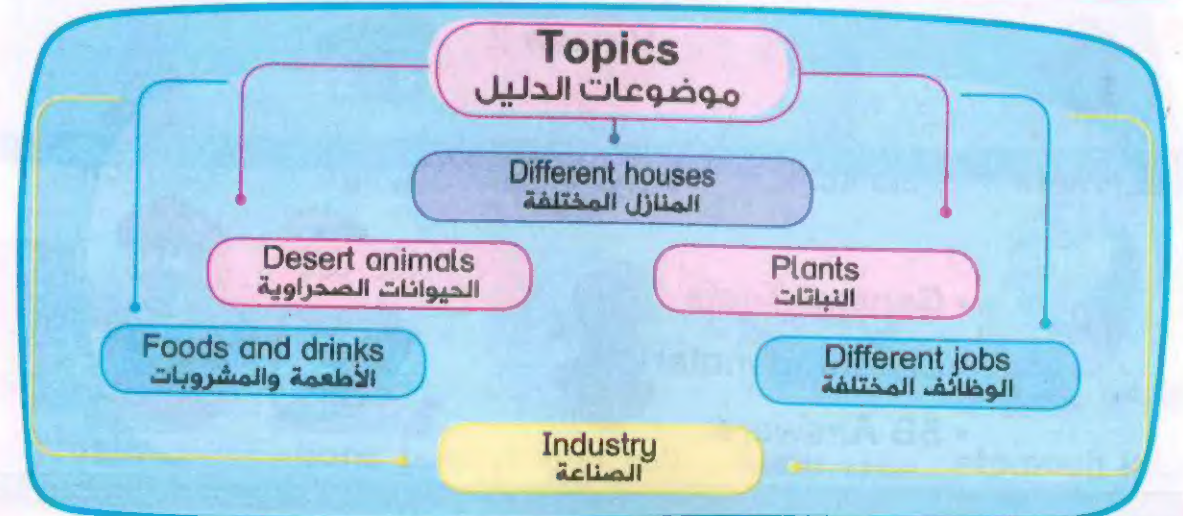 Topics
موضوعات الدليل
Different houses
المنازل المختلفة
Desert animals
الحيوانات الصحراوية
Plants
النباتات
Foods and drinks
الأطعمة والمشروبات
Different jobs
الوظائف المختلفة
Industry
الصناعة